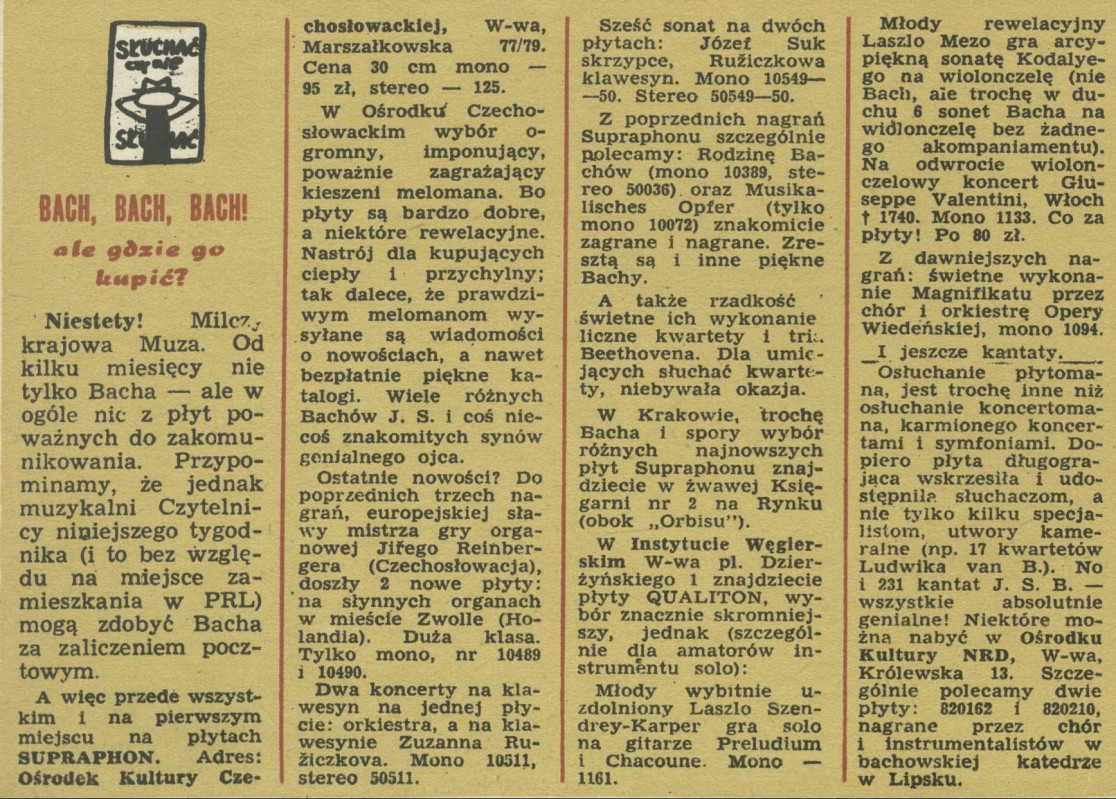 SŁUCHAĆ
czy nie
SŁUCHAĆ
BACH, BACH, BACH!
ale gdzie go
kupić?
Niestety! Milczy
krajowa Muza. Od
kilku miesięcy nie
tylko Bacha — ale w
ogóle nic z płyt po-
ważnych do zakomu-
nikowania. Przypo-
minamy, że jednak
muzykalni Czytelni-
cy niniejszego tygod-
nika (i to bez wzglę-
du na miejsce za-
mieszkania w PRL)
mogą zdobyć Bacha
za zaliczeniem pocz-
towym.
A więc przede wszyst-
kim i na pierwszym
miejscu na płytach
SUPRAPHON. Adres:
Ośrodek Kultury Cze-
chosłowackiej, W-wa,
Marszałkowska 77/79.
Cena 30 cm mono —
95 zł, stereo — 125.
W Ośrodku Czecho-
słowackim wybór o-
gromny, imponujący,
poważnie zagrażający
kieszeni melomana. Bo
płyty są bardzo dobre,
a niektóre rewelacyjne.
Nastrój dla kupujących
ciepły i przychylny;
tak dalece, że prawdzi-
wym melomanom wy-
syłane są wiadomości
o nowościach, a nawet
bezpłatnie piękne ka-
talogi. Wiele różnych
Bachów J. S. i coś nie-
coś znakomitych synów
genialnego ojca.
Ostatnie nowości? Do
poprzednich trzech na-
grań, europejskiej sła-
wy mistrza gry orga-
nowej Jiřego Reinber-
gera (Czechosłowacja),
doszły 2 nowe płyty:
na słynnych organach
w mieście Zwolle (Ho-
landia). Duża klasa.
Tylko mono, nr 10489
i 10490.
Dwa koncerty na kla-
wesyn na jednej pły-
cie: orkiestra, a na kla-
wesynie Zuzanna Ru-
žiczkova. Mono 10511,
stereo 50511.
Sześć sonat na dwóch
płytach: Józef Suk
skrzypce, Ružiczkowa
klawesyn. Mono 10549—
—50. Stereo 50549—50.
Z poprzednich nagrań
Supraphonu szczególnie
polecamy: Rodzinę Ba-
chów (mono 10389, ste-
reo 50036) oraz Musika-
lisches Opfer (tylko
mono 10072) znakomicie
zagrane i nagrane. Zre-
sztą są i inne piękne
Bachy.
A także rzadkość
świetne ich wykonanie
liczne kwartety i tria
Beethovena. Dla umie-
jących słuchać kwarte-
ty, niebywała okazja.
W Krakowie, trochę
Bacha i spory wybór
różnych najnowszych
płyt Supraphonu znaj-
dziecie w żwawej Księ-
garni nr 2 na Rynku
(obok „Orbisu").
W Instytucie Węgier-
skim W-wa pl. Dzier-
żyńskiego 1 znajdziecie
płyty QUALITON, wy-
bór znacznie skromniej-
szy, jednak (szczegól-
nie dla amatorów in-
strumentu solo):
Młody wybitnie u-
zdolniony Laszlo Szen-
drey-Karper gra solo
na gitarze Preludium
i Chacoune. Mono —
1161.
Młody rewelacyjny
Laszlo Mezo gra arcy-
piękną sonatę Kodalye-
go na wiolonczelę (nie
Bach, ale trochę w du-
chu 6 sonet Bacha na
widlonczelę bez żadne-
go akompaniamentu).
Na odwrocie wiolon-
czelowy koncert Giu-
seppe Valentini, Włoch
† 1740. Mono 1133. Co za
płyty! Po 80 zł.
Z dawniejszych na-
grań: świetne wykona-
nie Magnifikatu przez
chór i orkiestrę Opery
Wiedeńskiej, mono 1094.
I jeszcze kantaty.
Osłuchanie płytoma-
na, jest trochę inne niż
osłuchanie koncertoma-
na, karmionego koncer-
tami i symfoniami. Do-
piero płyta długogra-
jąca wskrzesiła i udo-
stępniła słuchaczom, a
nie tylko kilku specja-
listom, utwory kame-
ralne (np. 17 kwartetów
Ludwika van B.). No
i 231 kantat J. S. B. —
wszystkie absolutnie
genialne! Niektóre mo-
żna nabyć w Ośrodku
Kultury NRD, W-wa,
Królewska 13. Szcze-
gólnie polecamy dwie
płyty: 820162 i 820210,
nagrane przez chór
i instrumentalistów w
bachowskiej katedrze
w Lipsku.